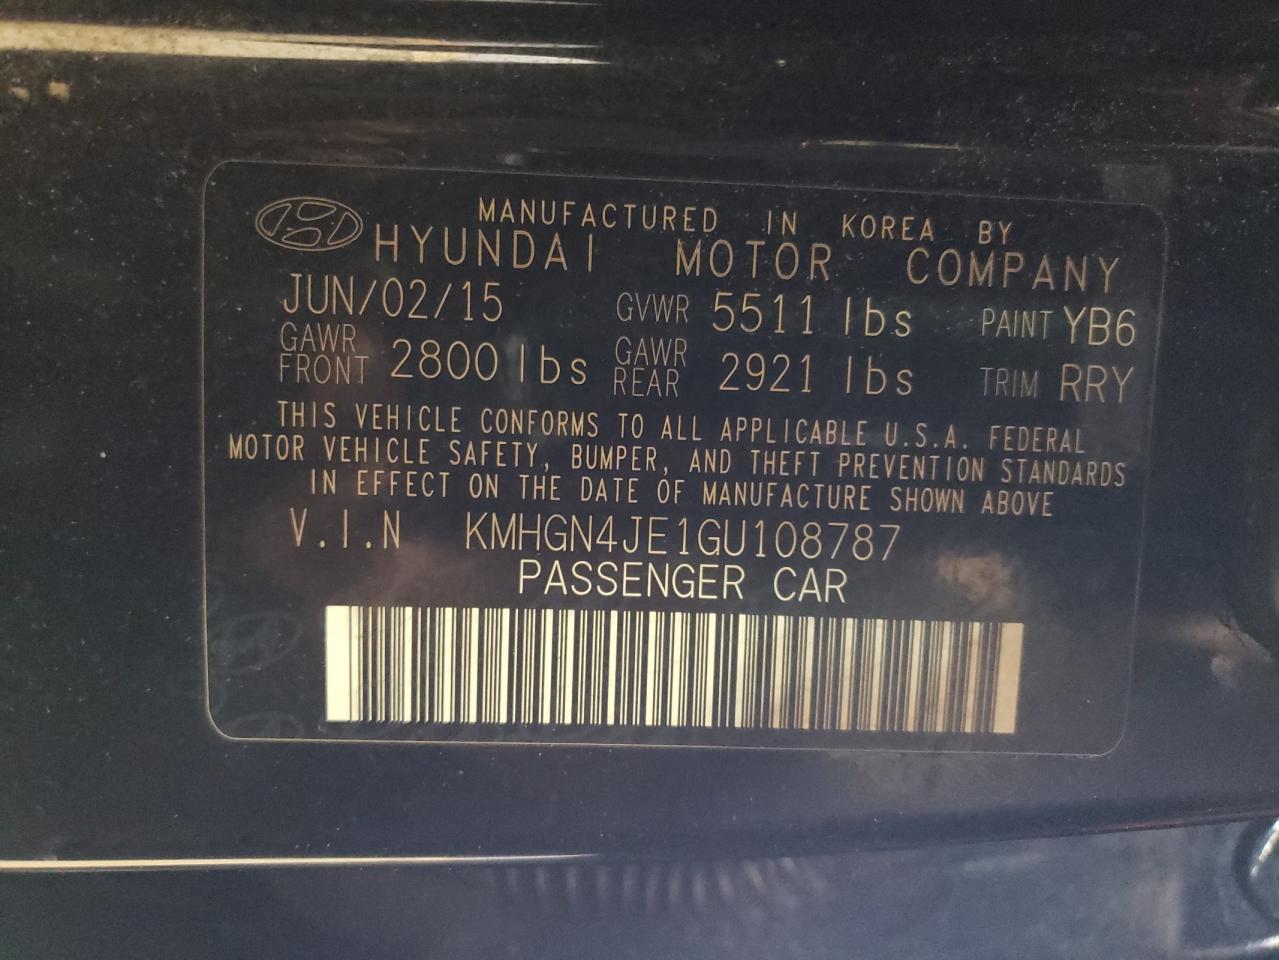 MANUFACTURED IN KOREA BY
HYUNDAI MOTOR COMPANY
JUN/02/15 GVWR 5511 lbs PAINT YB6
GAWR FRONT 2800 lbs GAWR REAR 2921 lbs TRIM RRY
THIS VEHICLE CONFORMS TO ALL APPLICABLE U.S.A. FEDERAL
MOTOR VEHICLE SAFETY, BUMPER, AND THEFT PREVENTION STANDARDS
IN EFFECT ON THE DATE OF MANUFACTURE SHOWN ABOVE
V.I.N KMHGN4JE1GU108787
PASSENGER CAR